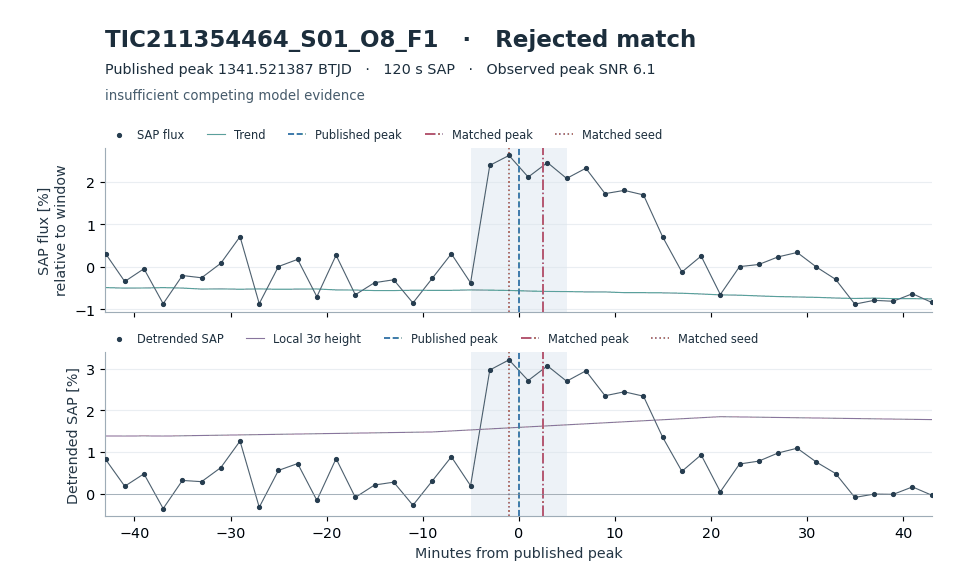 TIC211354464_S01_O8_F1 · Rejected match
Published peak 1341.521387 BTJD · 120 s SAP · Observed peak SNR 6.1
insufficient competing model evidence
SAP flux Trend Published peak Matched peak Matched seed
SAP flux [%]
relative to window
2
1
0
−1
Detrended SAP Local 3σ height Published peak Matched peak Matched seed
Detrended SAP [%]
3
2
1
0
−40 −30 −20 −10 0 10 20 30 40
Minutes from published peak